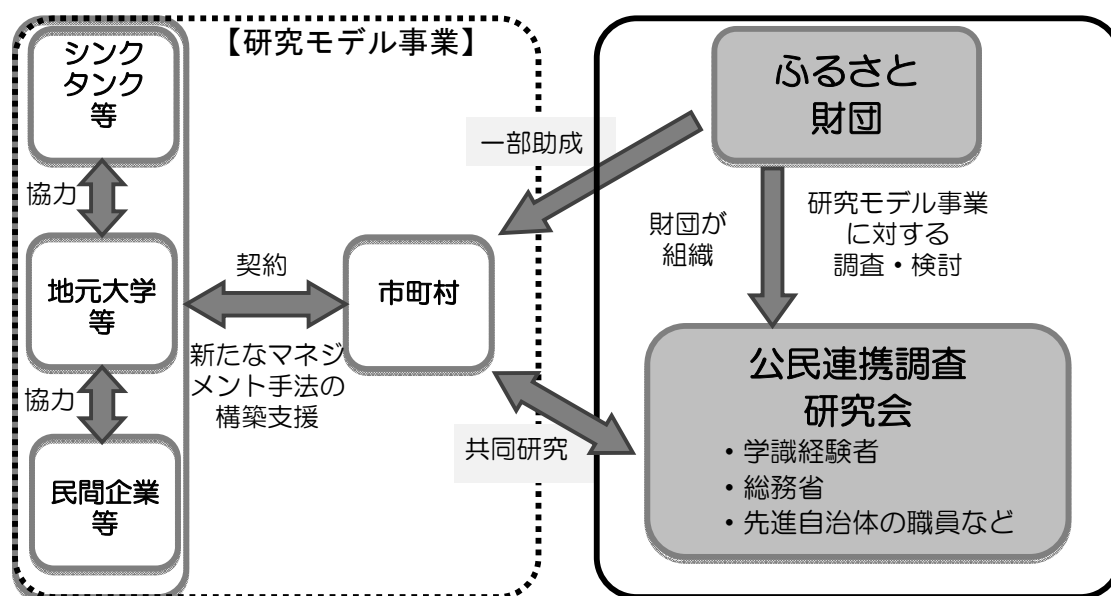 【研究モデル事業】
シンク
タンク
等
協力
地元大学
等
協力
民間企業
等
契約
新たなマネジ
メント手法の
構築支援
市町村
一部助成
共同研究
ふるさと
財団
財団が
組織
研究モデル事業
に対する
調査・検討
公民連携調査
研究会
・学識経験者
・総務省
・先進自治体の職員など